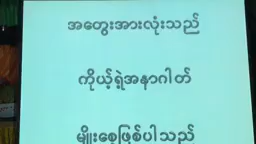 အတွေးအားလုံးသည်
ကိုယ့်ရဲ့အနာဂါတ်
မျိုးစေ့ဖြစ်ပါသည်